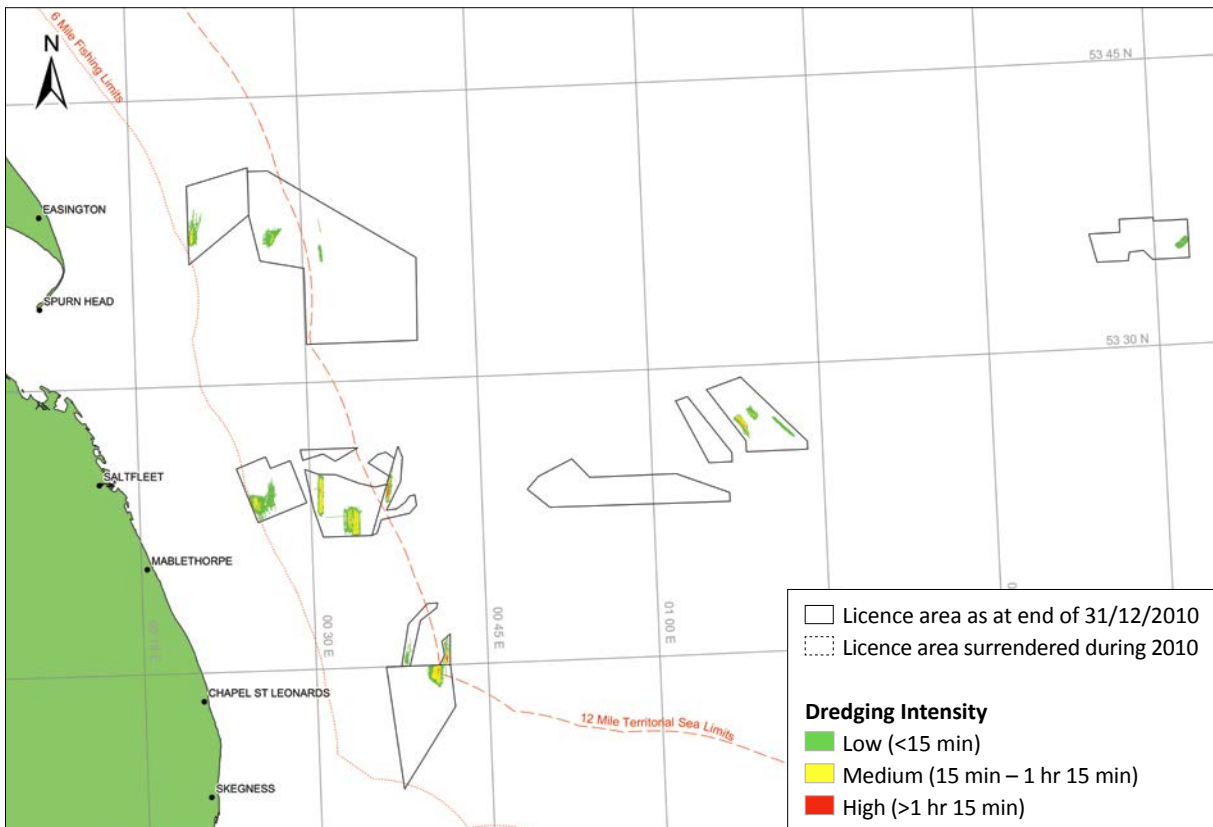 6 Mile Fishing Limits
N
53 45 N
EASINGTON
SPURN HEAD
53 30 N
SALTFLEET
MABLETHORPE
00 15 E
00 30 E
00 45 E
01 00 E
0
12 Mile Territorial Sea Limits
CHAPEL ST LEONARDS
SKEGNESS
Licence area as at end of 31/12/2010
Licence area surrendered during 2010
Dredging Intensity
Low (<15 min)
Medium (15 min – 1 hr 15 min)
High (>1 hr 15 min)